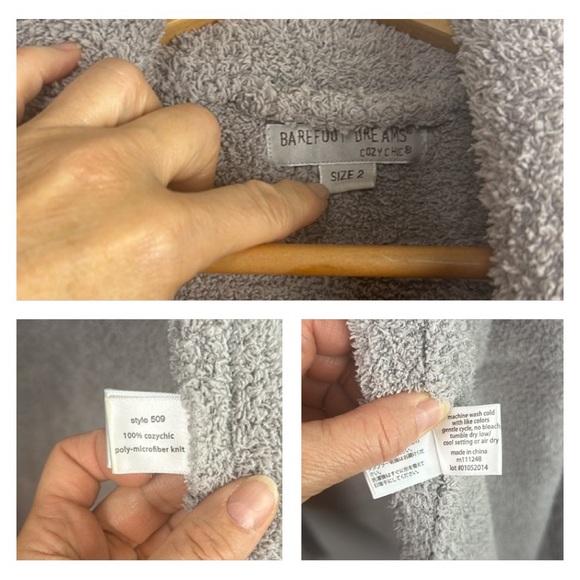 BAREFOOT DREAMS®
COZYCHIC®
SIZE 2
style 509
100% cozychic
poly-microfiber knit
machine wash cold
with like colors
gentle cycle, no bleach
tumble dry low/
cool setting or air dry
made in china
m111248
lot #01052014